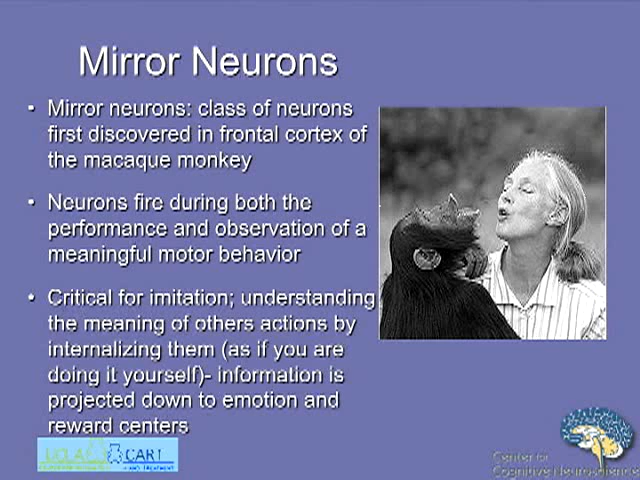 Mirror Neurons
• Mirror neurons: class of neurons
first discovered in frontal cortex of
the macaque monkey
• Neurons fire during both the
performance and observation of a
meaningful motor behavior
• Critical for imitation; understanding
the meaning of others actions by
internalizing them (as if you are
doing it yourself)- information is
projected down to emotion and
reward centers
UCLA CART
Center for
Cognitive Neuroscience